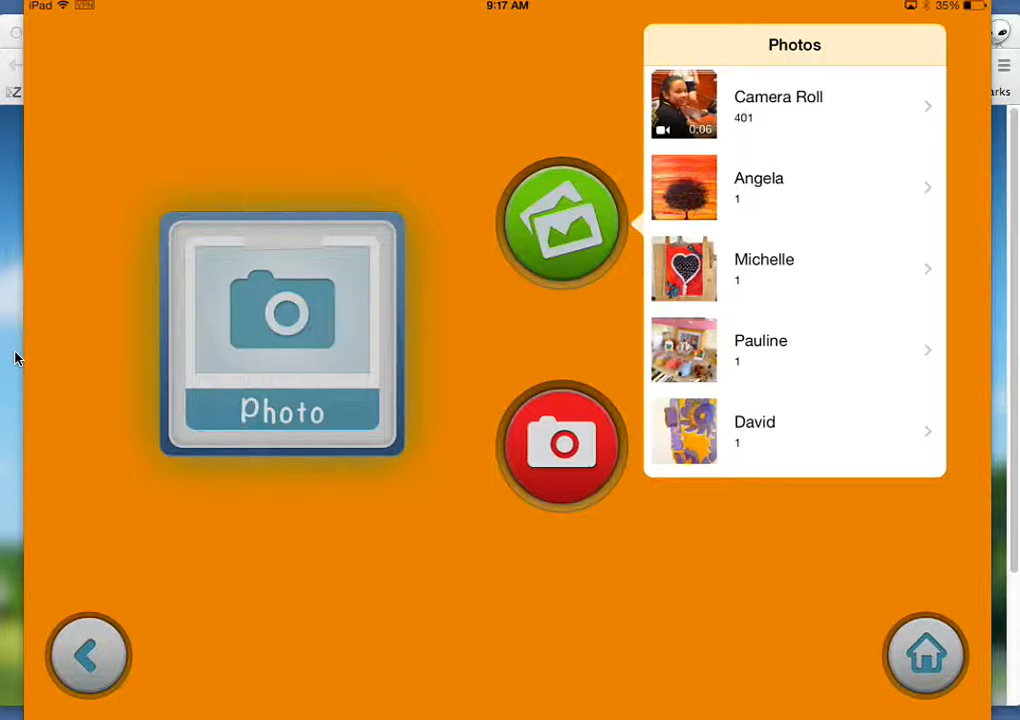 iPad VPN 9:17 AM 35%
Photos
Camera Roll
401
0:06
Angela
1
Michelle
1
Pauline
1
David
1
Photo